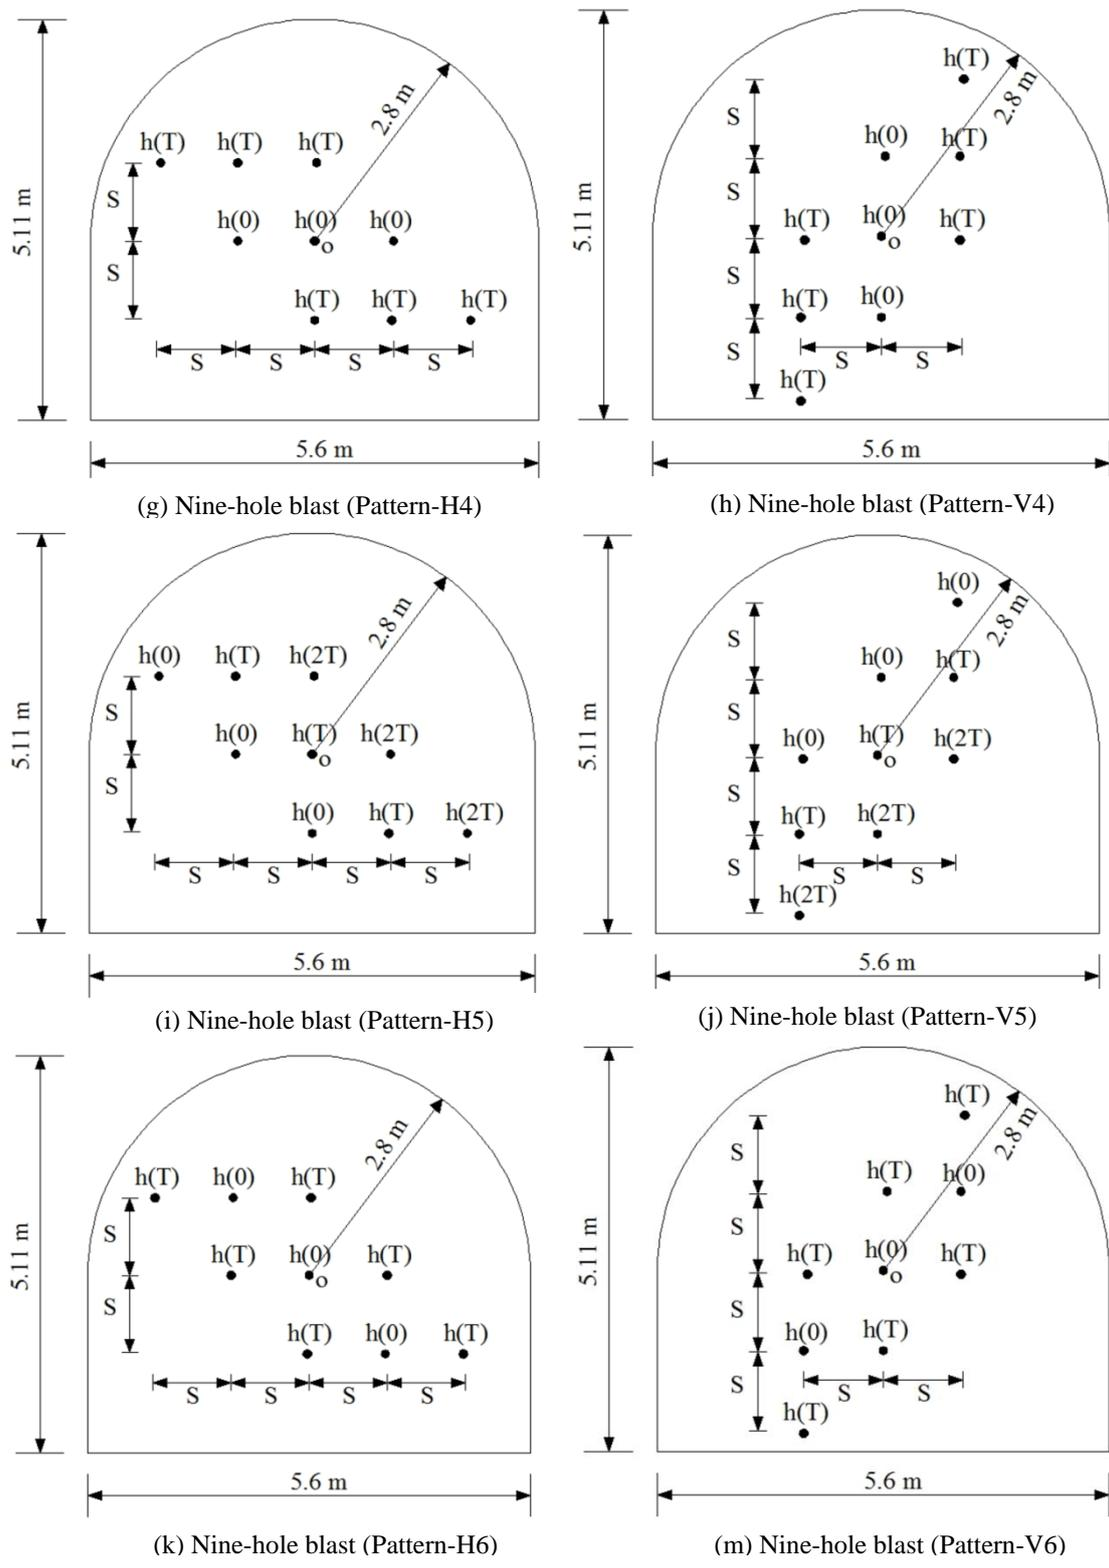 h(T) h(T) h(T)
S
2.8 m
h(0) h(0) h(0)
o
5.11 m
S
h(T) h(T) h(T)
S S S S
5.6 m
(g) Nine-hole blast (Pattern-H4)
h(T)
S
2.8 m
h(0) h(T)
S
5.11 m
h(T) h(0) h(T)
o
S
h(T) h(0)
S
S S
h(T)
5.6 m
(h) Nine-hole blast (Pattern-V4)
h(0) h(T) h(2T)
S
2.8 m
h(0) h(T) h(2T)
o
5.11 m
S
h(0) h(T) h(2T)
S S S S
5.6 m
(i) Nine-hole blast (Pattern-H5)
h(0)
S
2.8 m
h(0) h(T)
S
5.11 m
h(0) h(T) h(2T)
o
S
h(T) h(2T)
S
S S
h(2T)
5.6 m
(j) Nine-hole blast (Pattern-V5)
h(T) h(0) h(T)
S
2.8 m
h(T) h(0) h(T)
o
5.11 m
S
h(T) h(0) h(T)
S S S S
5.6 m
(k) Nine-hole blast (Pattern-H6)
h(T)
S
2.8 m
h(T) h(0)
S
5.11 m
h(T) h(0) h(T)
o
S
h(0) h(T)
S
S S
h(T)
5.6 m
(m) Nine-hole blast (Pattern-V6)